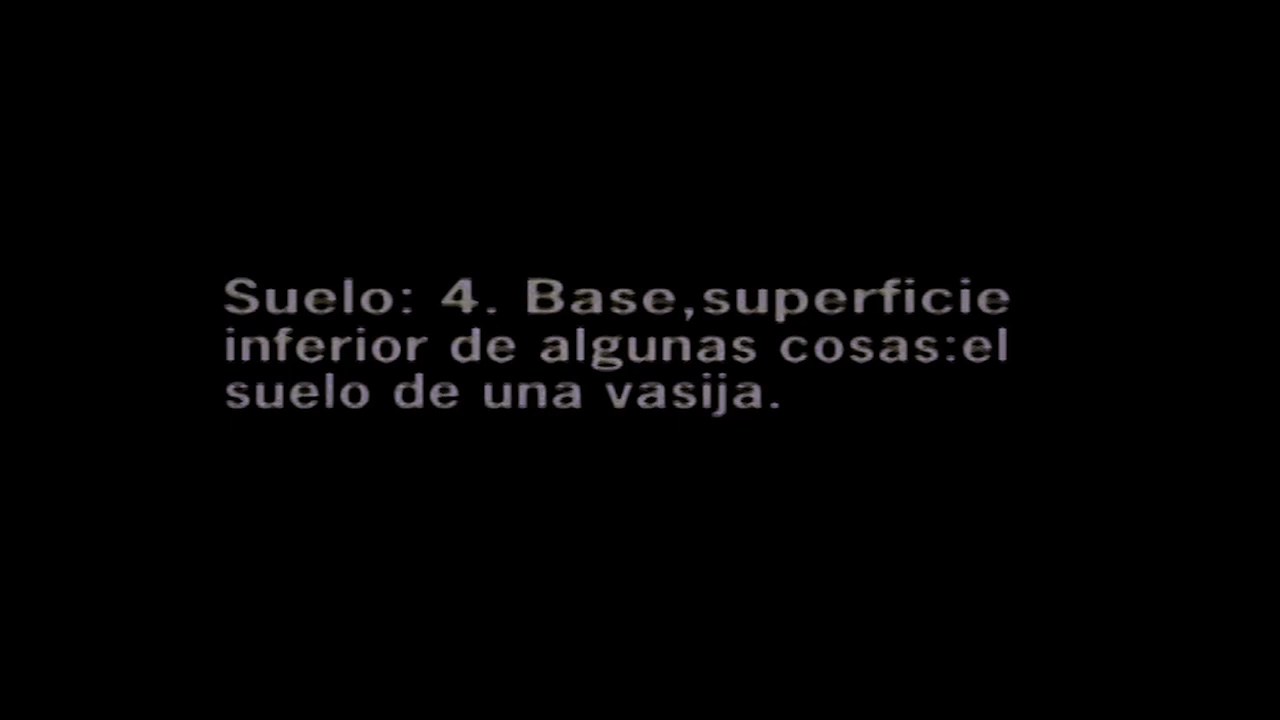 Suelo: 4. Base,superficie
inferior de algunas cosas:el
suelo de una vasija.